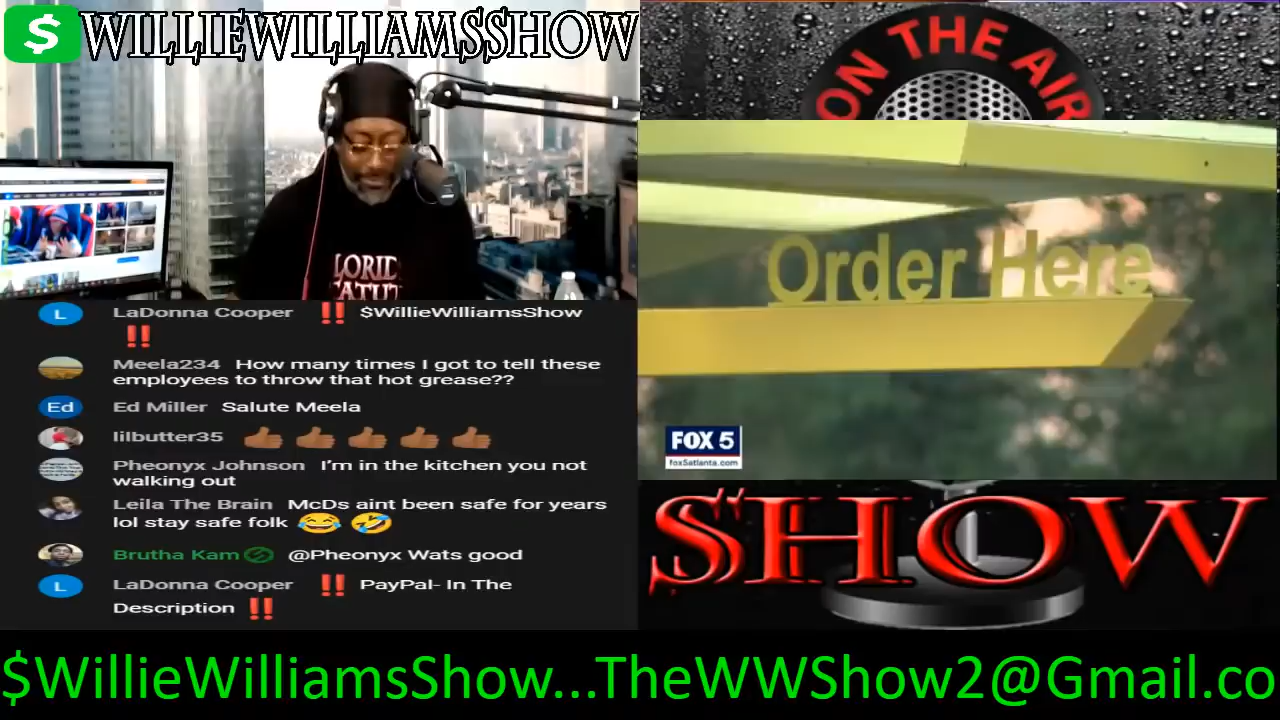 $ WILLIEWILLIAMSSHOW
ON THE AIR
Order Here
FOX 5
fox5atlanta.com
L LaDonna Cooper ‼️ $WillieWilliamsShow
‼️
Meela234 How many times I got to tell these
employees to throw that hot grease??
Ed Ed Miller Salute Meela
lilbutter35 👍🏾👍🏾👍🏾👍🏾👍🏾
Pheonyx Johnson I’m in the kitchen you not
walking out
Leila The Brain McDs aint been safe for years
lol stay safe folk 😂 🤣
Brutha Kam @Pheonyx Wats good
L LaDonna Cooper ‼️ PayPal- In The
Description ‼️
$HOW
$WillieWilliamsShow...TheWWShow2@Gmail.co